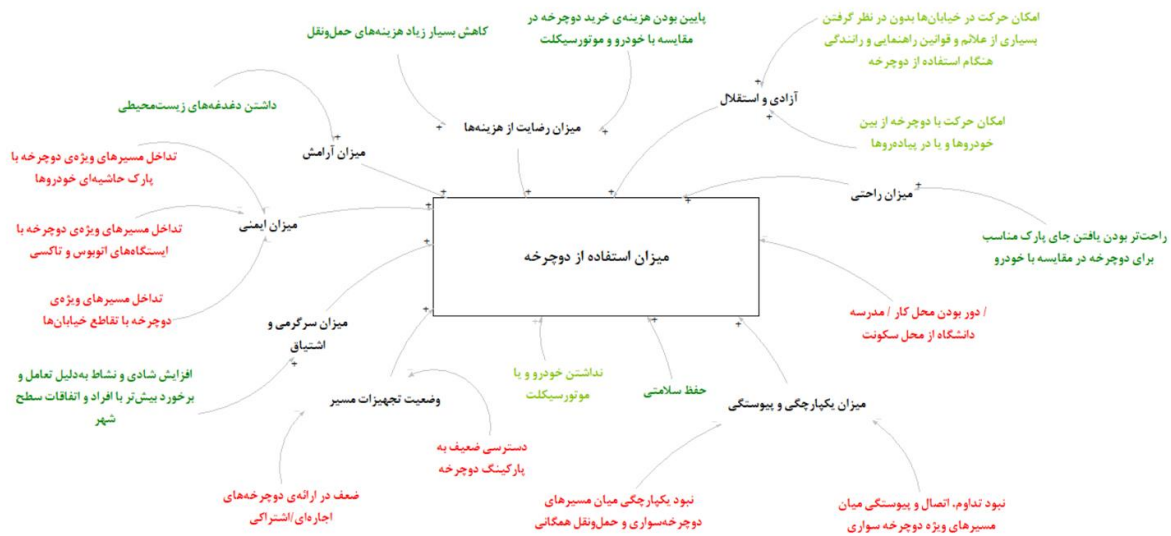 امکان حرکت در خیابان‌ها بدون در نظر گرفتن
بسیاری از علائم و قوانین راهنمایی و رانندگی
هنگام استفاده از دوچرخه
پایین بودن هزینه‌ی خرید دوچرخه در
مقایسه با خودرو و موتورسیکلت
کاهش بسیار زیاد هزینه‌های حمل‌ونقل
داشتن دغدغه‌های زیست‌محیطی
آزادی و استقلال
میزان رضایت از هزینه‌ها
میزان آرامش
امکان حرکت با دوچرخه از بین
خودروها و یا در پیاده‌روها
تداخل مسیرهای ویژه‌ی دوچرخه با
پارک حاشیه‌ای خودروها
میزان راحتی
میزان ایمنی
تداخل مسیرهای ویژه‌ی دوچرخه با
ایستگاه‌های اتوبوس و تاکسی
راحت‌تر بودن یافتن جای پارک مناسب
برای دوچرخه در مقایسه با خودرو
میزان استفاده از دوچرخه
تداخل مسیرهای ویژه‌ی
دوچرخه با تقاطع خیابان‌ها
دور بودن محل کار / مدرسه /
دانشگاه از محل سکونت
میزان سرگرمی و
اشتیاق
نداشتن خودرو و یا
موتورسیکلت
حفظ سلامتی
میزان یکپارچگی و پیوستگی
وضعیت تجهیزات مسیر
افزایش شادی و نشاط به‌دلیل تعامل و
برخورد بیش‌تر با افراد و اتفاقات سطح
شهر
دسترسی ضعیف به
پارکینگ دوچرخه
ضعف در ارائه‌ی دوچرخه‌های
اجاره‌ای/اشتراکی
نبود یکپارچگی میان مسیرهای
دوچرخه‌سواری و حمل‌ونقل همگانی
نبود تداوم، اتصال و پیوستگی میان
مسیرهای ویژه دوچرخه سواری